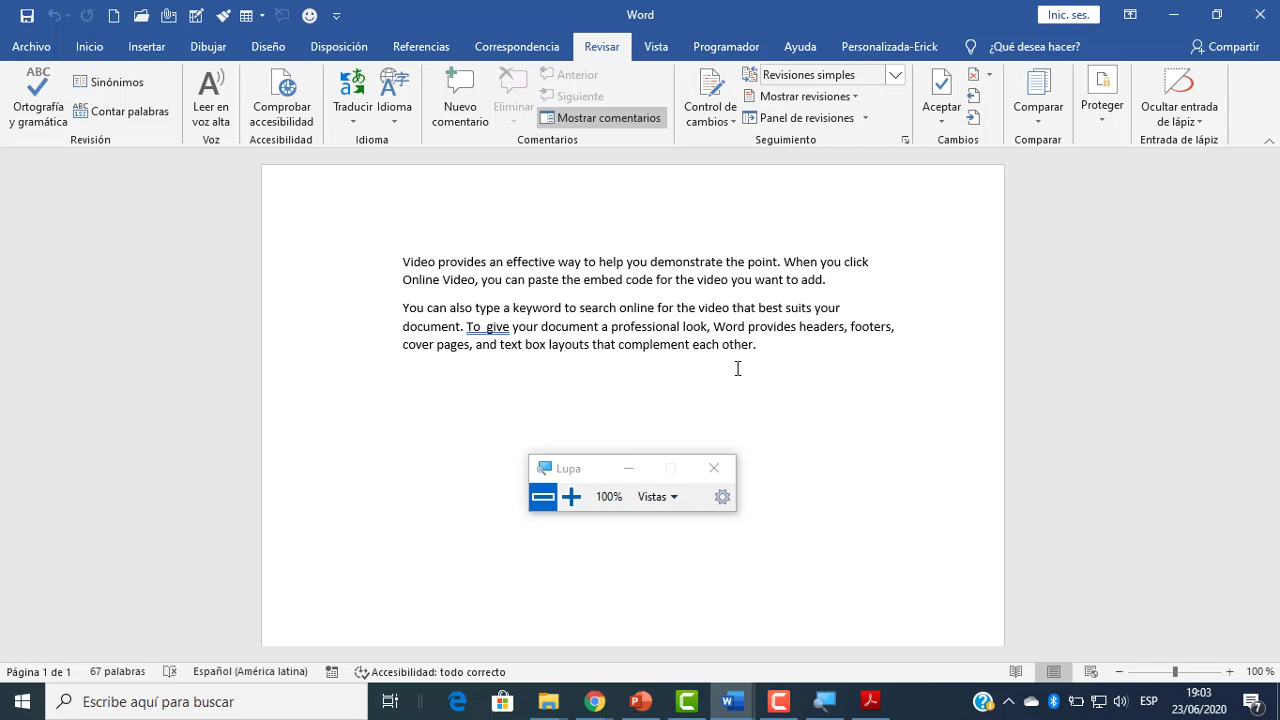 Word
Inic. ses.
Archivo Inicio Insertar Dibujar Diseño Disposición Referencias Correspondencia Revisar Vista Programador Ayuda Personalizada-Erick ¿Qué desea hacer? Compartir
ABC Ortografía y gramática
Sinónimos
ABC 123 Contar palabras
Revisión
Leer en voz alta
Voz
Comprobar accesibilidad
Accesibilidad
Traducir
Idioma
Idioma
Nuevo comentario
Eliminar
Anterior
Siguiente
Mostrar comentarios
Comentarios
Control de cambios
Revisiones simples
Mostrar revisiones
Panel de revisiones
Seguimiento
Aceptar
Cambios
Comparar
Comparar
Proteger
Ocultar entrada de lápiz
Entrada de lápiz
Video provides an effective way to help you demonstrate the point. When you click
Online Video, you can paste the embed code for the video you want to add.
You can also type a keyword to search online for the video that best suits your
document. To  give your document a professional look, Word provides headers, footers,
cover pages, and text box layouts that complement each other.
Lupa
100% Vistas
Página 1 de 1 67 palabras Español (América latina) Accesibilidad: todo correcto 100 %
Escribe aquí para buscar
ESP
19:03
23/06/2020
7